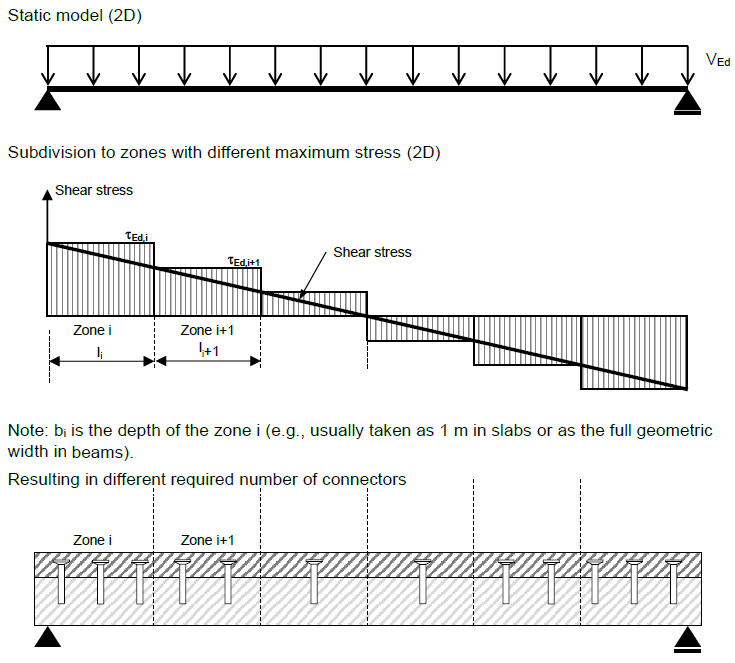 Static model (2D)
VEd
Subdivision to zones with different maximum stress (2D)
Shear stress
τEd,i
τEd,i+1
Shear stress
Zone i
Zone i+1
li
li+1
Note: bi is the depth of the zone i (e.g., usually taken as 1 m in slabs or as the full geometric
width in beams).
Resulting in different required number of connectors
Zone i
Zone i+1